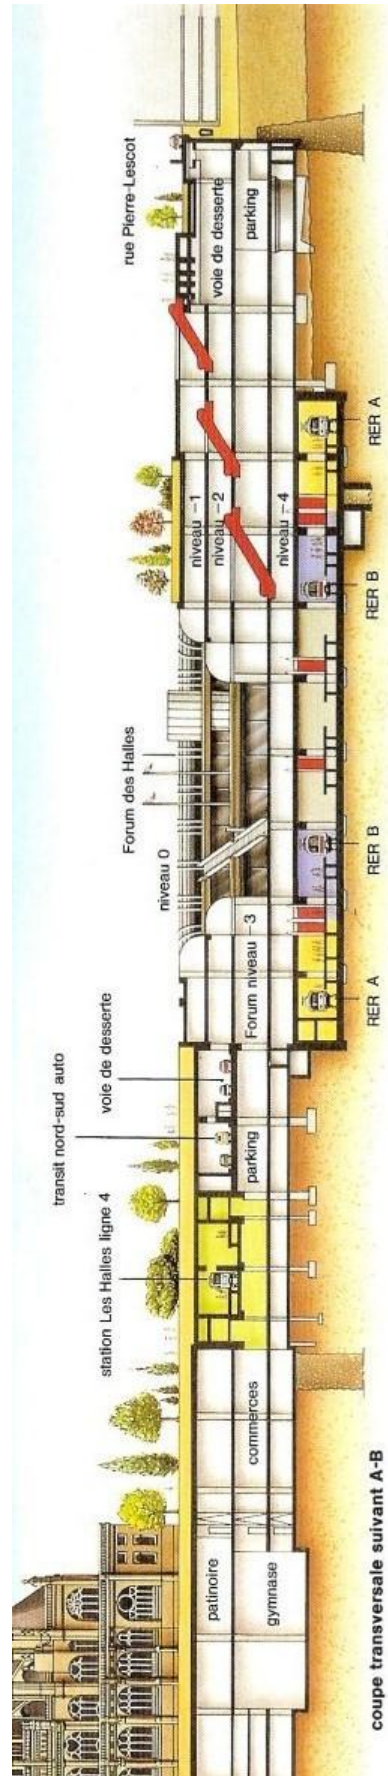 station Les Halles ligne 4
transit nord-sud auto
voie de desserte
niveau 0
Forum des Halles
rue Pierre-Lescot
patinoire
gymnase
commerces
parking
Forum niveau -3
niveau -1
niveau -2
niveau -4
voie de desserte
parking
RER A
RER B
RER B
RER A
coupe transversale suivant A-B